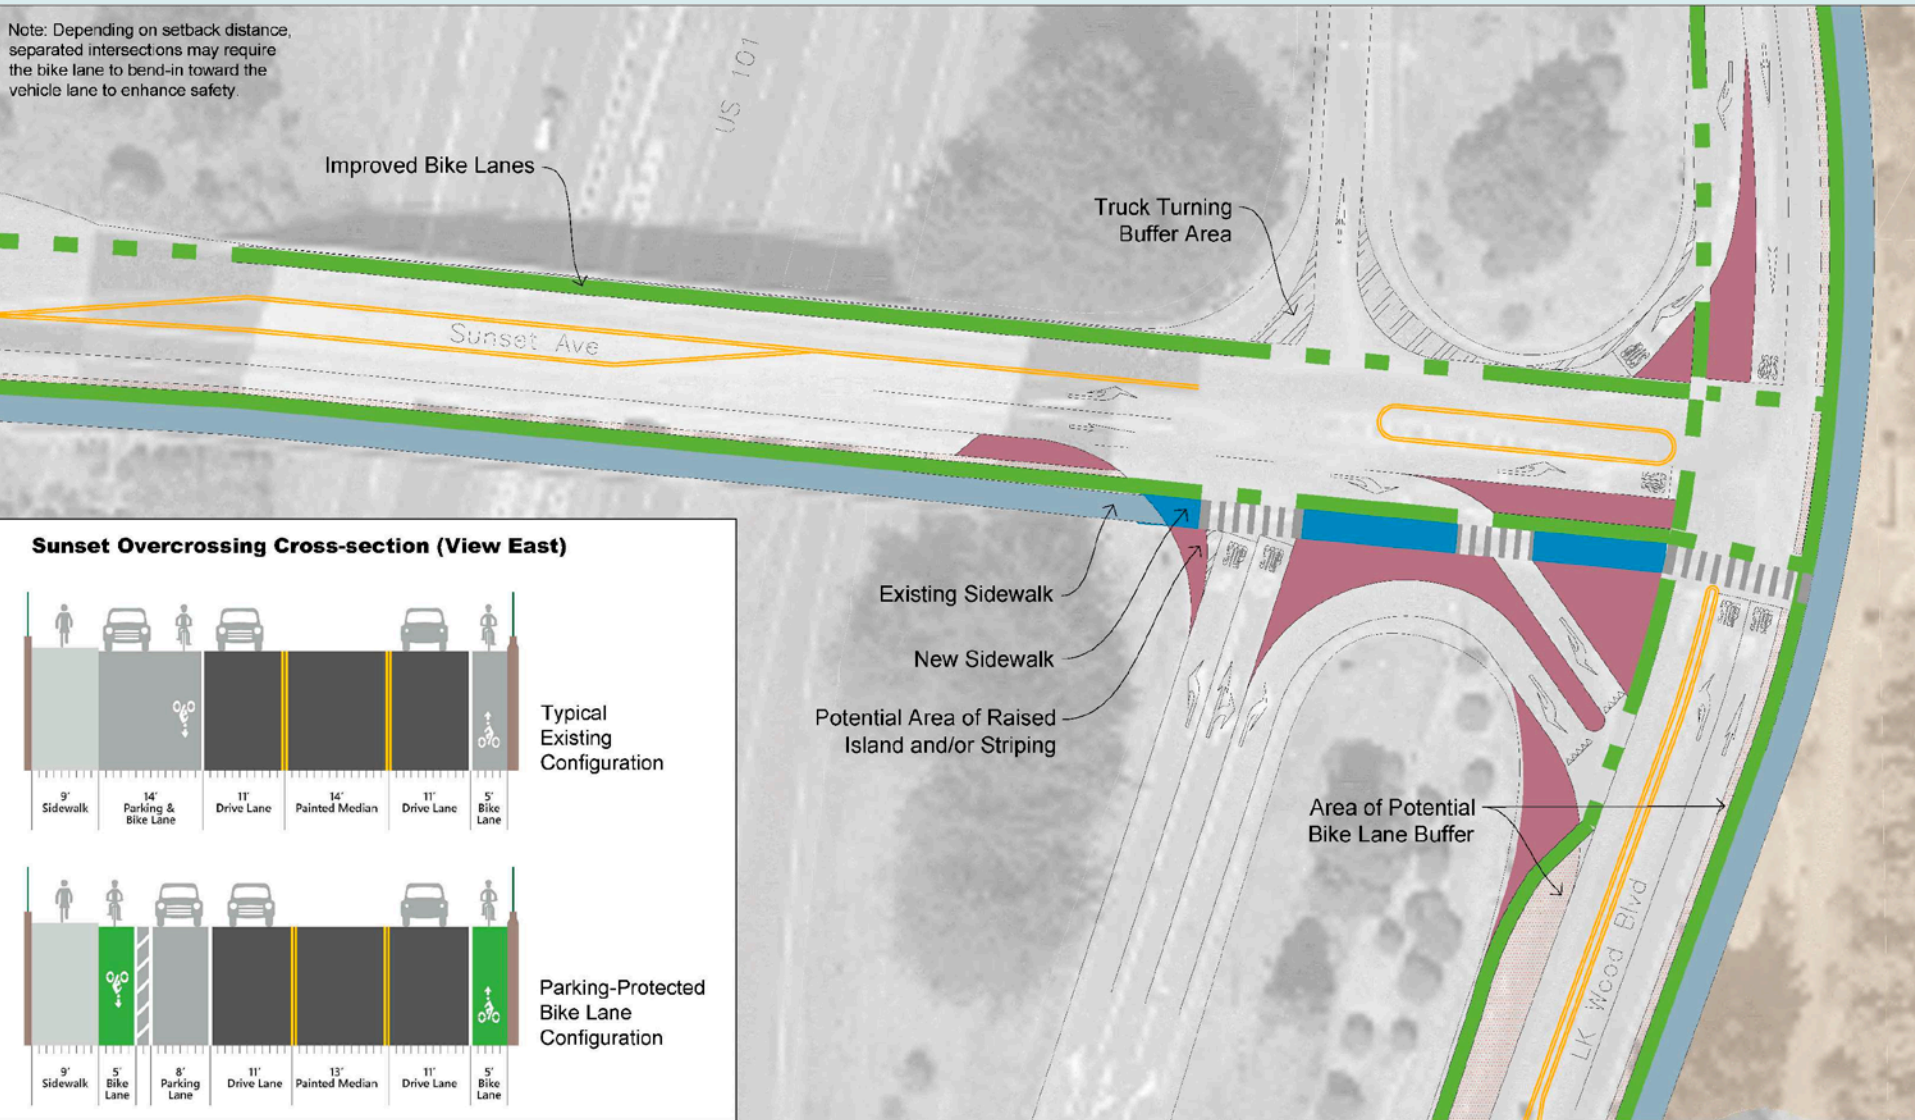 Note: Depending on setback distance,
separated intersections may require
the bike lane to bend-in toward the
vehicle lane to enhance safety.
US 101
Improved Bike Lanes
Truck Turning
Buffer Area
Sunset Ave
Existing Sidewalk
New Sidewalk
Potential Area of Raised
Island and/or Striping
Area of Potential
Bike Lane Buffer
LK Wood Blvd
Sunset Overcrossing Cross-section (View East)
Typical
Existing
Configuration
9'
Sidewalk
14'
Parking &
Bike Lane
11'
Drive Lane
14'
Painted Median
11'
Drive Lane
5'
Bike
Lane
Parking-Protected
Bike Lane
Configuration
9'
Sidewalk
5'
Bike
Lane
8'
Parking
Lane
11'
Drive Lane
13'
Painted Median
11'
Drive Lane
5'
Bike
Lane